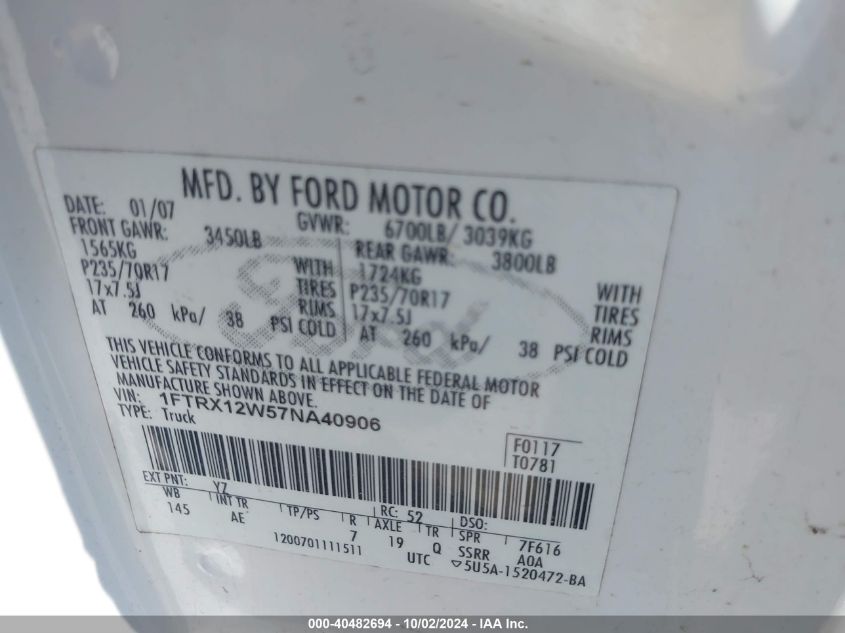 MFD. BY FORD MOTOR CO.
DATE: 01/07 GVWR: 6700LB/ 3039KG
FRONT GAWR: 3450LB REAR GAWR: 3800LB
1565KG WITH 1724KG WITH
P235/70R17 TIRES P235/70R17 TIRES
17x7.5J RIMS 17x7.5J RIMS
AT 260 kPa/ 38 PSI COLD AT 260 kPa/ 38 PSI COLD
THIS VEHICLE CONFORMS TO ALL APPLICABLE FEDERAL MOTOR
VEHICLE SAFETY STANDARDS IN EFFECT ON THE DATE OF
MANUFACTURE SHOWN ABOVE.
VIN: 1FTRX12W57NA40906
TYPE: Truck
F0117
T0781
EXT PNT: YZ RC: 52 DSO:
WB INT TR TP/PS R AXLE TR SPR 7F616
145 AE 7 19 Q SSRR A0A
1200701111511 UTC ▽5U5A-1520472-BA
000-40482694 - 10/02/2024 - IAA Inc.